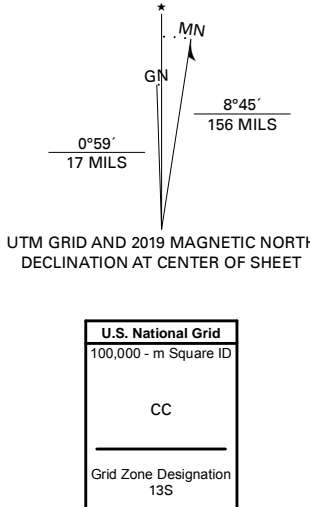 ★
MN
GN
8°45´
156 MILS
0°59´
17 MILS
UTM GRID AND 2019 MAGNETIC NORTH
DECLINATION AT CENTER OF SHEET
U.S. National Grid
100,000 - m Square ID
CC
Grid Zone Designation
13S